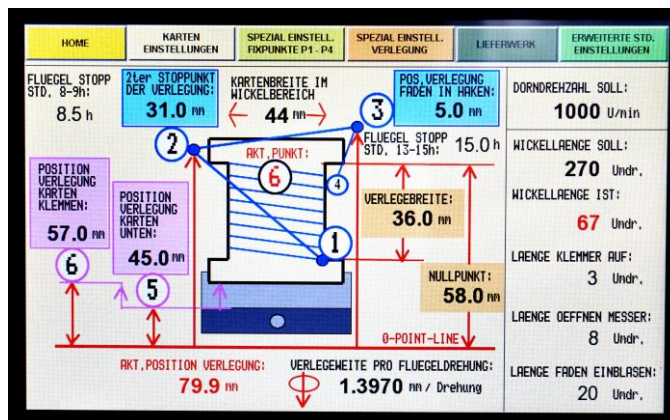 HOME
KARTEN
EINSTELLUNGEN
SPEZIAL EINSTELL.
FIXPUNKTE P1 - P4
SPEZIAL EINSTELL.
VERLEGUNG
LIEFERWERK
ERWEITERTE STD.
EINSTELLUNGEN
FLUEGEL STOPP
STD. 8-9h:
8.5 h
2ter STOPPUNKT
DER VERLEGUNG:
31.0 mm
KARTENBREITE IM
WICKELBEREICH
44 mm
POS.VERLEGUNG
FADEN IN HAKEN:
5.0 mm
3
2
FLUEGEL STOPP
STD. 13-15h:
15.0 h
AKT.PUNKT:
6
4
POSITION
VERLEGUNG
KARTEN
KLEMMEN:
57.0 mm
POSITION
VERLEGUNG
KARTEN
UNTEN:
45.0 mm
VERLEGEBREITE:
36.0 mm
1
6
5
NULLPUNKT:
58.0 mm
0-POINT-LINE
AKT.POSITION VERLEGUNG:
79.9 mm
VERLEGEWEITE PRO FLUEGELDREHUNG:
1.3970 mm / Drehung
DORNDREHZAHL SOLL:
1000 U/min
WICKELLAENGE SOLL:
270 Undr.
WICKELLAENGE IST:
67 Undr.
LAENGE KLEMMER AUF:
3 Undr.
LAENGE OEFFNEN MESSER:
8 Undr.
LAENGE FADEN EINBLASEN:
20 Undr.